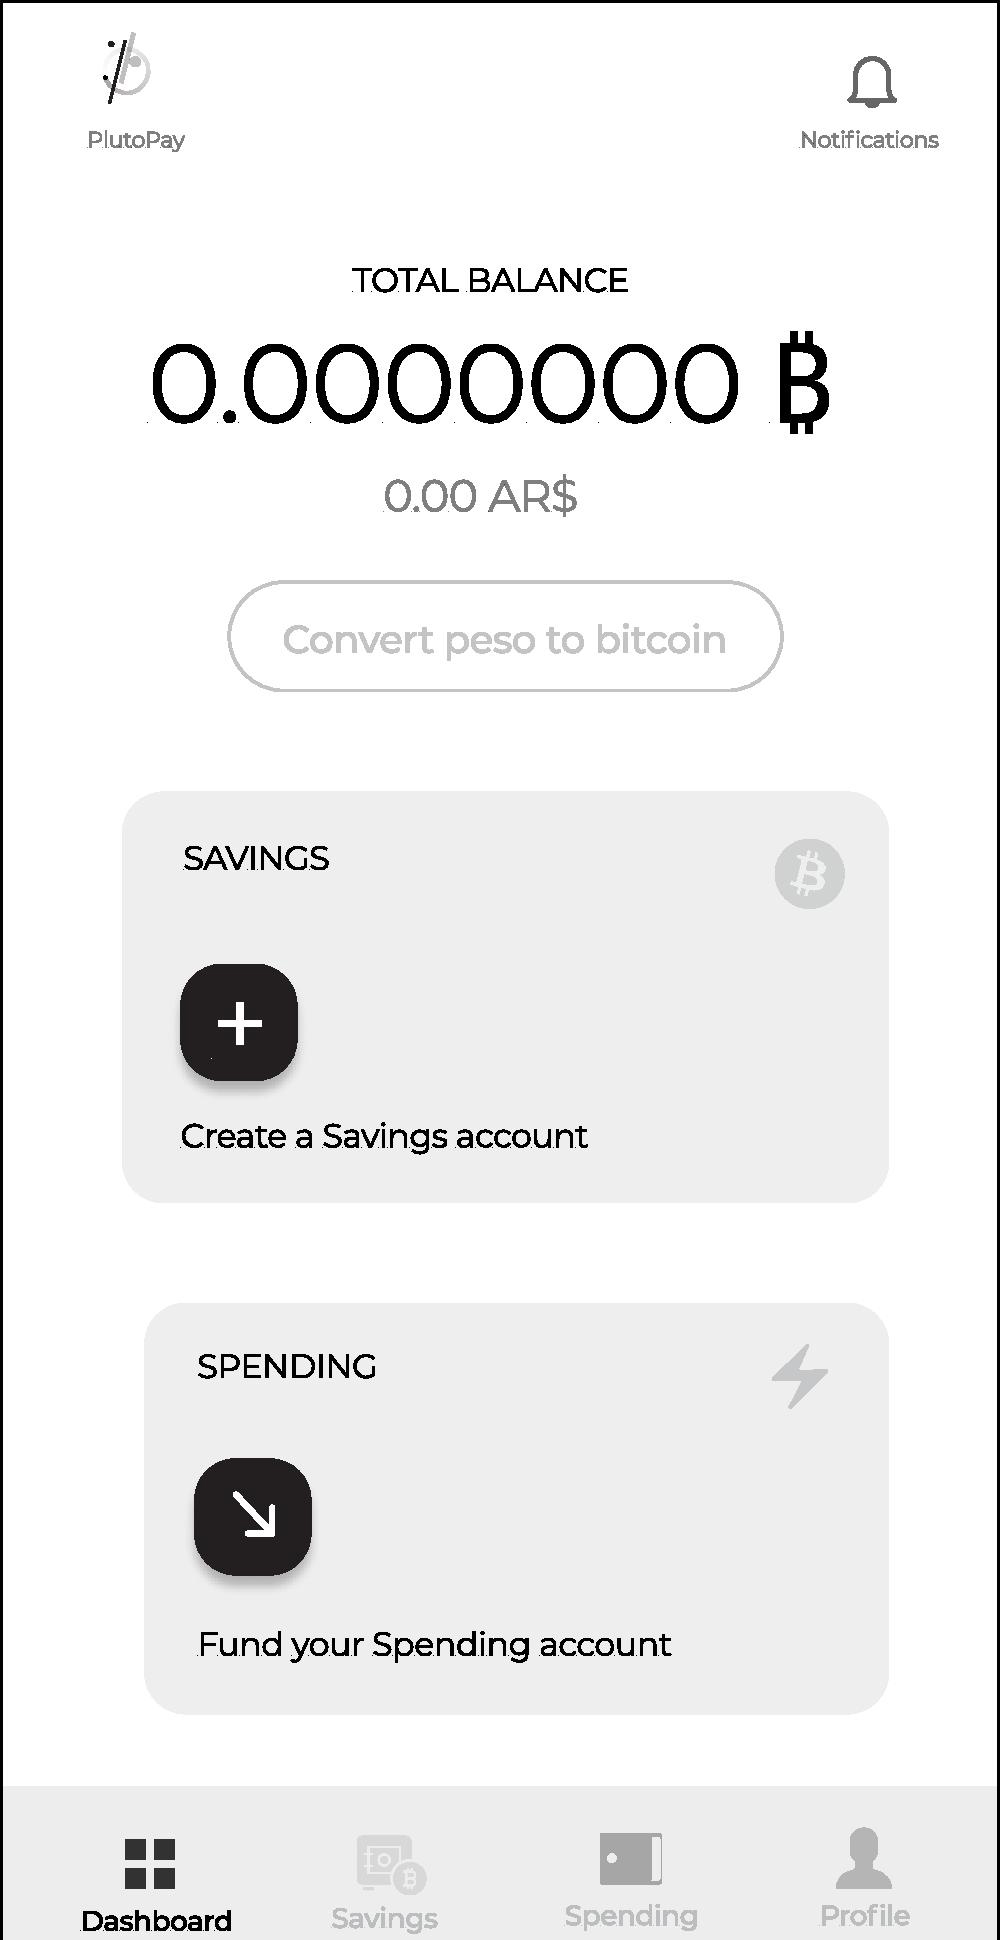 PlutoPay
Notifications
TOTAL BALANCE
0.0000000 ₿
0.00 AR$
Convert peso to bitcoin
SAVINGS
Create a Savings account
SPENDING
Fund your Spending account
Dashboard
Savings
Spending
Profile